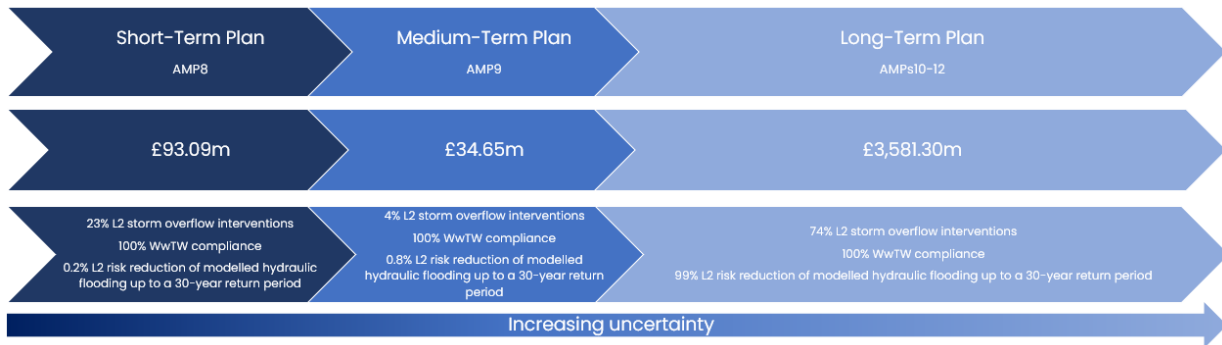 Short-Term Plan
AMP8
Medium-Term Plan
AMP9
Long-Term Plan
AMPs10-12
£93.09m
£34.65m
£3,581.30m
23% L2 storm overflow interventions
100% WwTW compliance
0.2% L2 risk reduction of modelled hydraulic
flooding up to a 30-year return period
4% L2 storm overflow interventions
100% WwTW compliance
0.8% L2 risk reduction of modelled
hydraulic flooding up to a 30-year return
period
74% L2 storm overflow interventions
100% WwTW compliance
99% L2 risk reduction of modelled hydraulic flooding up to a 30-year return period
Increasing uncertainty